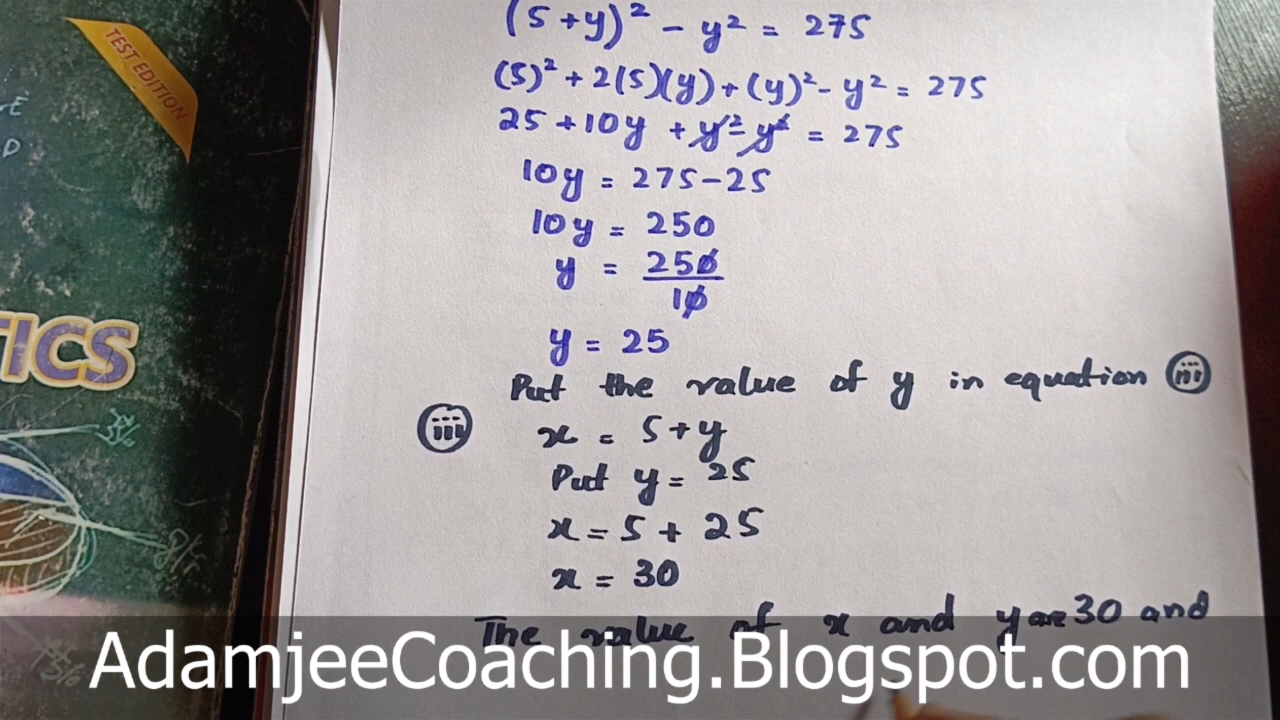 (5+y)² - y² = 275
(5)² + 2(5)(y) + (y)² - y² = 275
25 + 10y + y² - y² = 275
10y = 275-25
10y = 250
y = 250/10
y = 25
Put the value of y in equation (iii)
(iii) x = 5+y
Put y = 25
x = 5 + 25
x = 30
The value of x and y are 30 and
TEST EDITION
TICS
AdamjeeCoaching.Blogspot.com